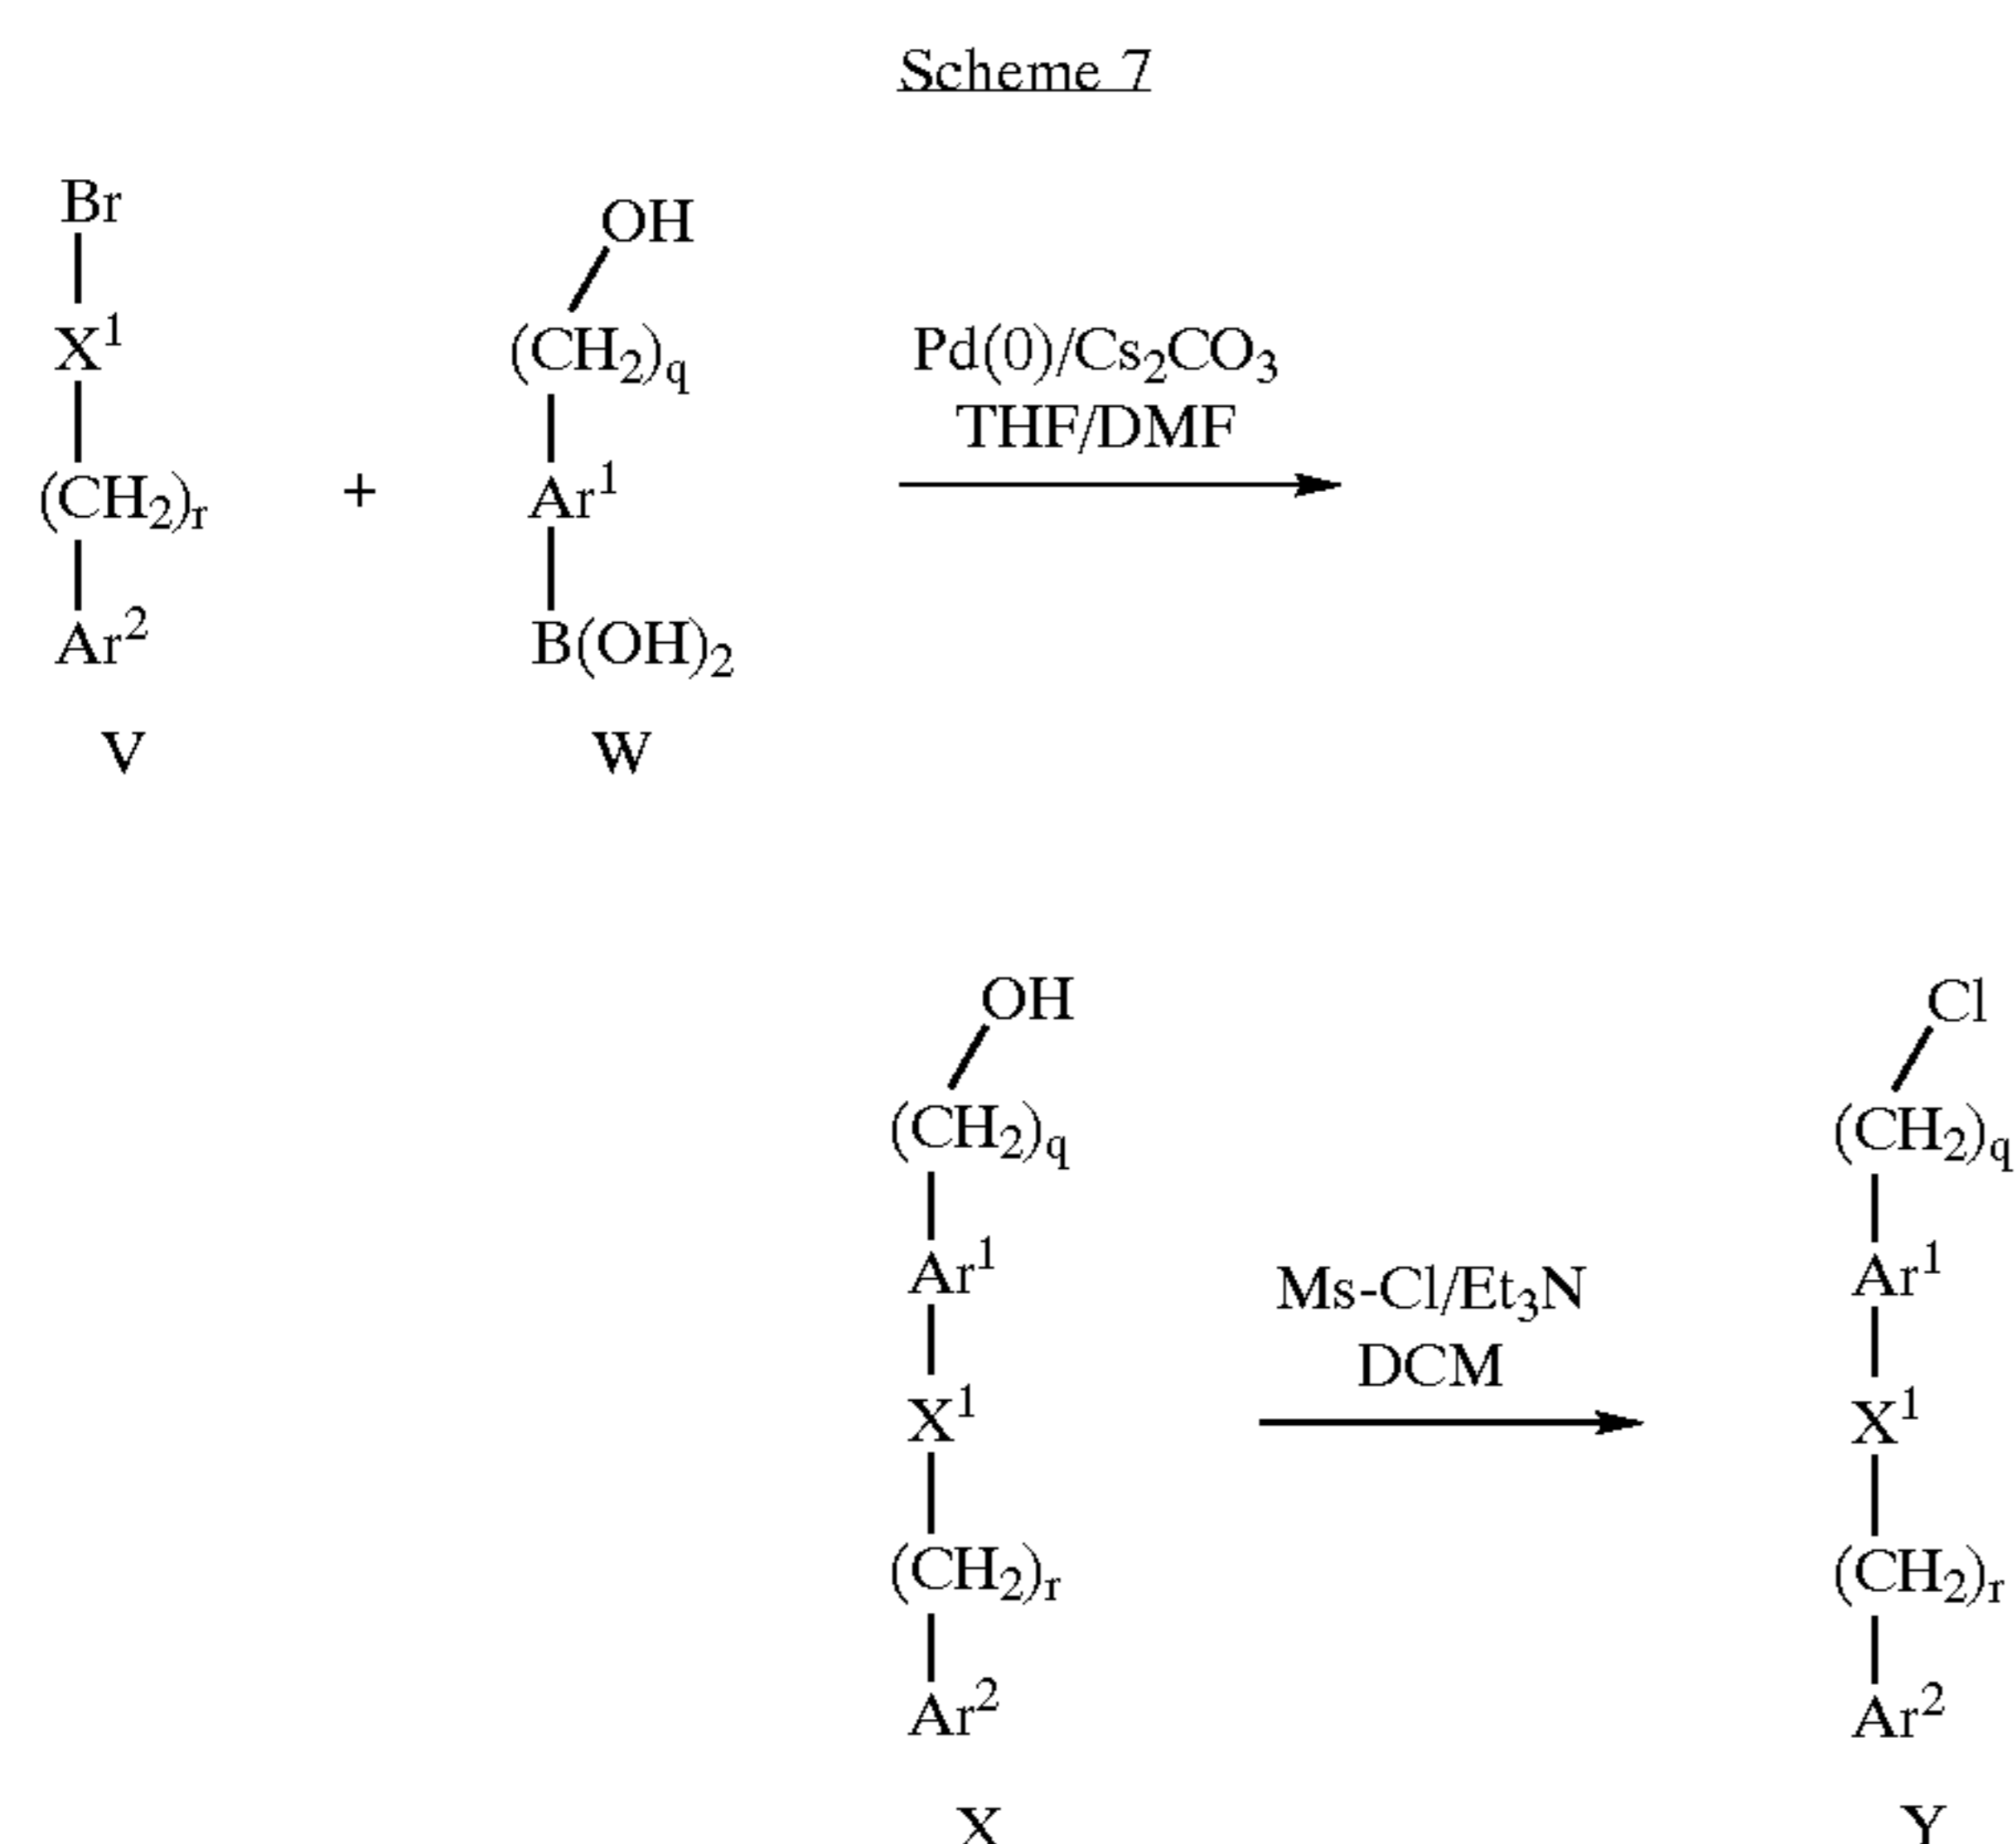 Scheme 7
Br
X¹
(CH₂)ᵣ
Ar²
V
+
OH
(CH₂)q
Ar¹
B(OH)₂
W
Pd(0)/Cs₂CO₃
THF/DMF
OH
(CH₂)q
Ar¹
X¹
(CH₂)ᵣ
Ar²
X
Ms-Cl/Et₃N
DCM
Cl
(CH₂)q
Ar¹
X¹
(CH₂)ᵣ
Ar²
Y